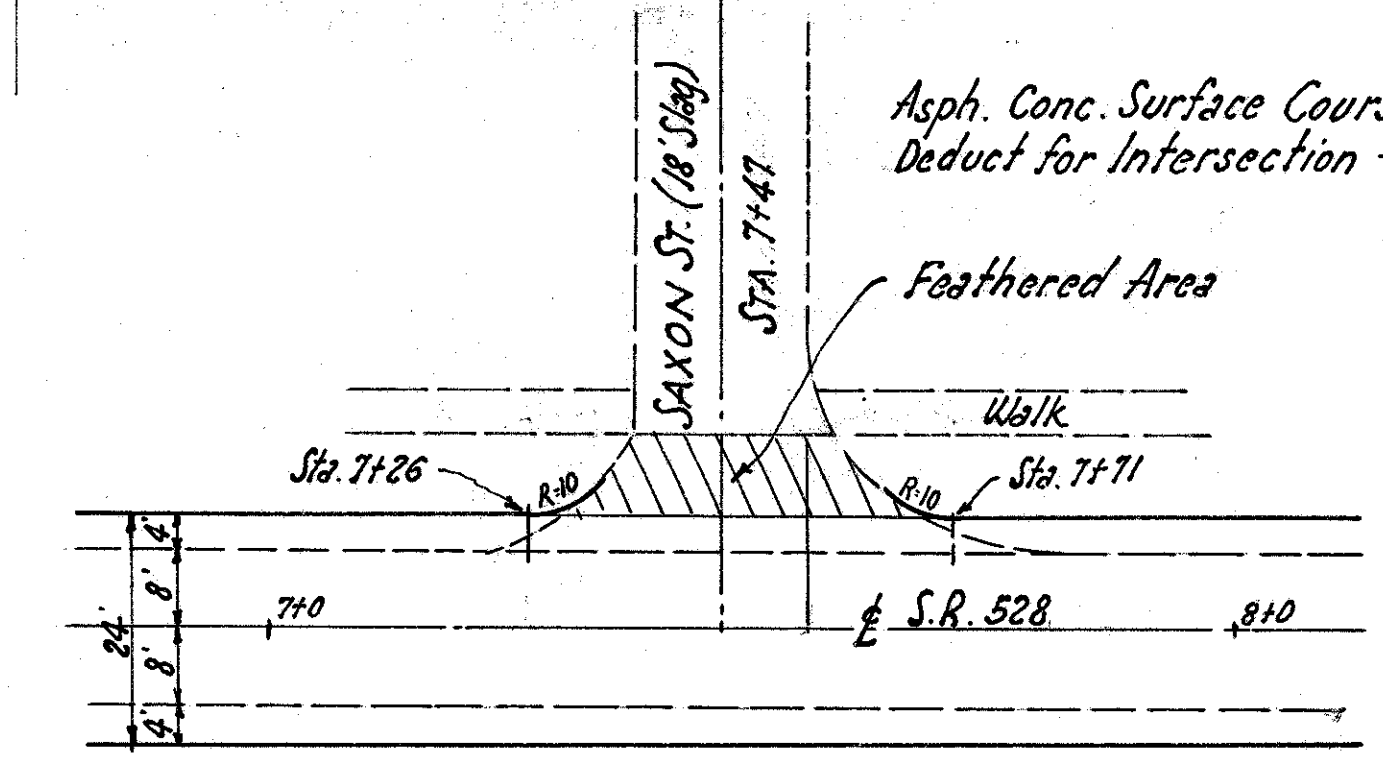 Asph. Conc. Surface Cours
Deduct for Intersection -
SAXON ST. (18' Slag)
STA. 7+47
Feathered Area
Walk
Sta. 7+26
R=10
R=10
Sta. 7+71
4'
8'
24'
8'
4'
7+0
℄ S.R. 528
8+0